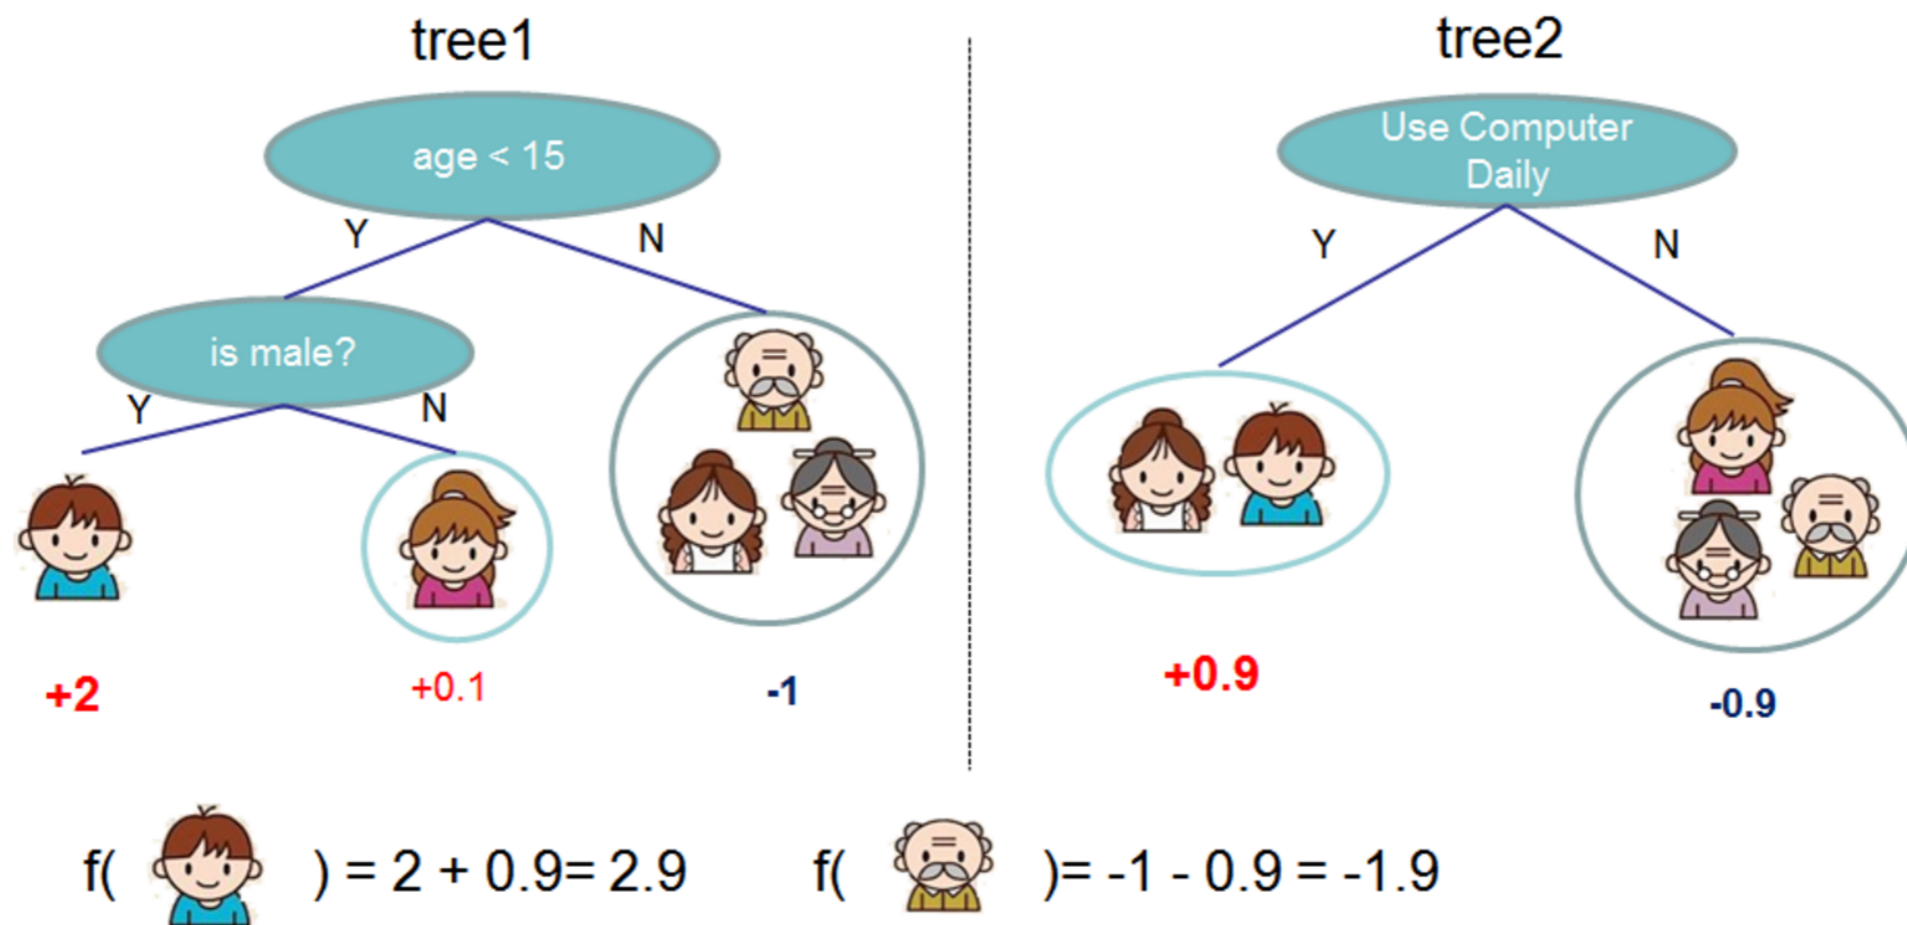 tree1
age < 15
Y
N
is male?
Y
N
+2
+0.1
-1
tree2
Use Computer
Daily
Y
N
+0.9
-0.9
f( ) = 2 + 0.9= 2.9
f( )= -1 - 0.9 = -1.9